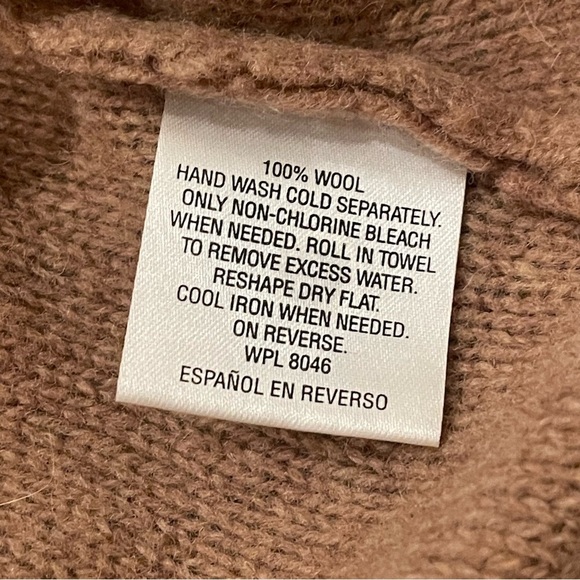 100% WOOL
HAND WASH COLD SEPARATELY.
ONLY NON-CHLORINE BLEACH
WHEN NEEDED. ROLL IN TOWEL
TO REMOVE EXCESS WATER.
RESHAPE DRY FLAT.
COOL IRON WHEN NEEDED.
ON REVERSE.
WPL 8046
ESPAÑOL EN REVERSO